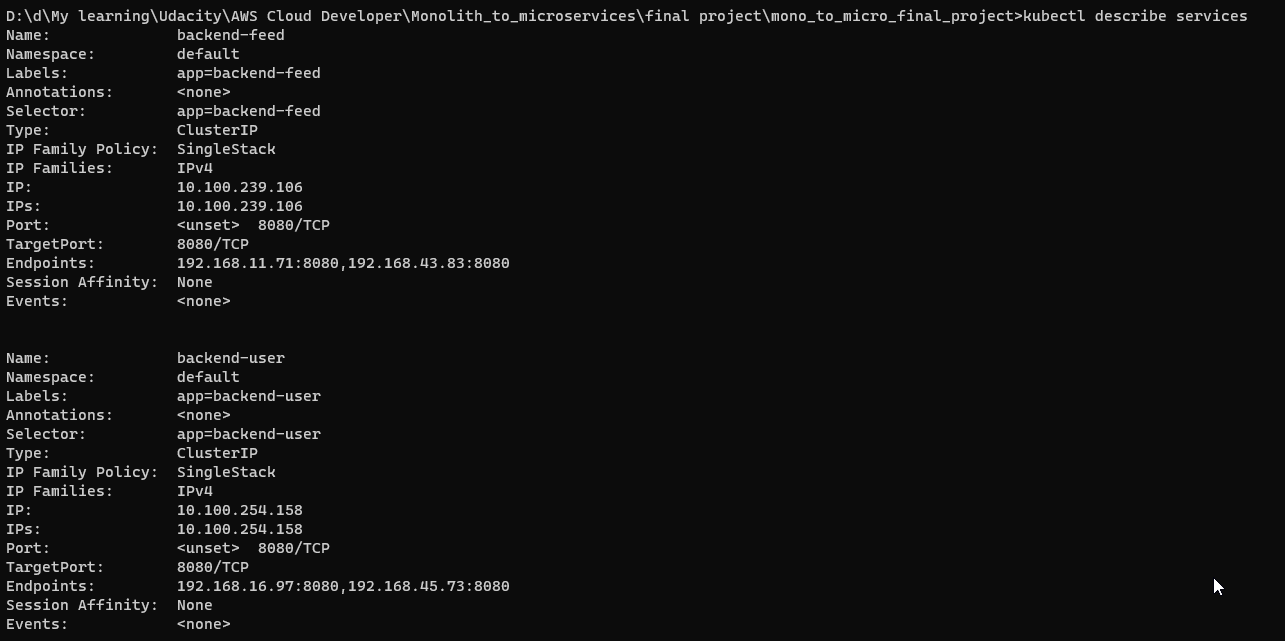 D:\d\My learning\Udacity\AWS Cloud Developer\Monolith_to_microservices\final project\mono_to_micro_final_project>kubectl describe services
Name:              backend-feed
Namespace:         default
Labels:            app=backend-feed
Annotations:       <none>
Selector:          app=backend-feed
Type:              ClusterIP
IP Family Policy:  SingleStack
IP Families:       IPv4
IP:                10.100.239.106
IPs:               10.100.239.106
Port:              <unset>  8080/TCP
TargetPort:        8080/TCP
Endpoints:         192.168.11.71:8080,192.168.43.83:8080
Session Affinity:  None
Events:            <none>
Name:              backend-user
Namespace:         default
Labels:            app=backend-user
Annotations:       <none>
Selector:          app=backend-user
Type:              ClusterIP
IP Family Policy:  SingleStack
IP Families:       IPv4
IP:                10.100.254.158
IPs:               10.100.254.158
Port:              <unset>  8080/TCP
TargetPort:        8080/TCP
Endpoints:         192.168.16.97:8080,192.168.45.73:8080
Session Affinity:  None
Events:            <none>